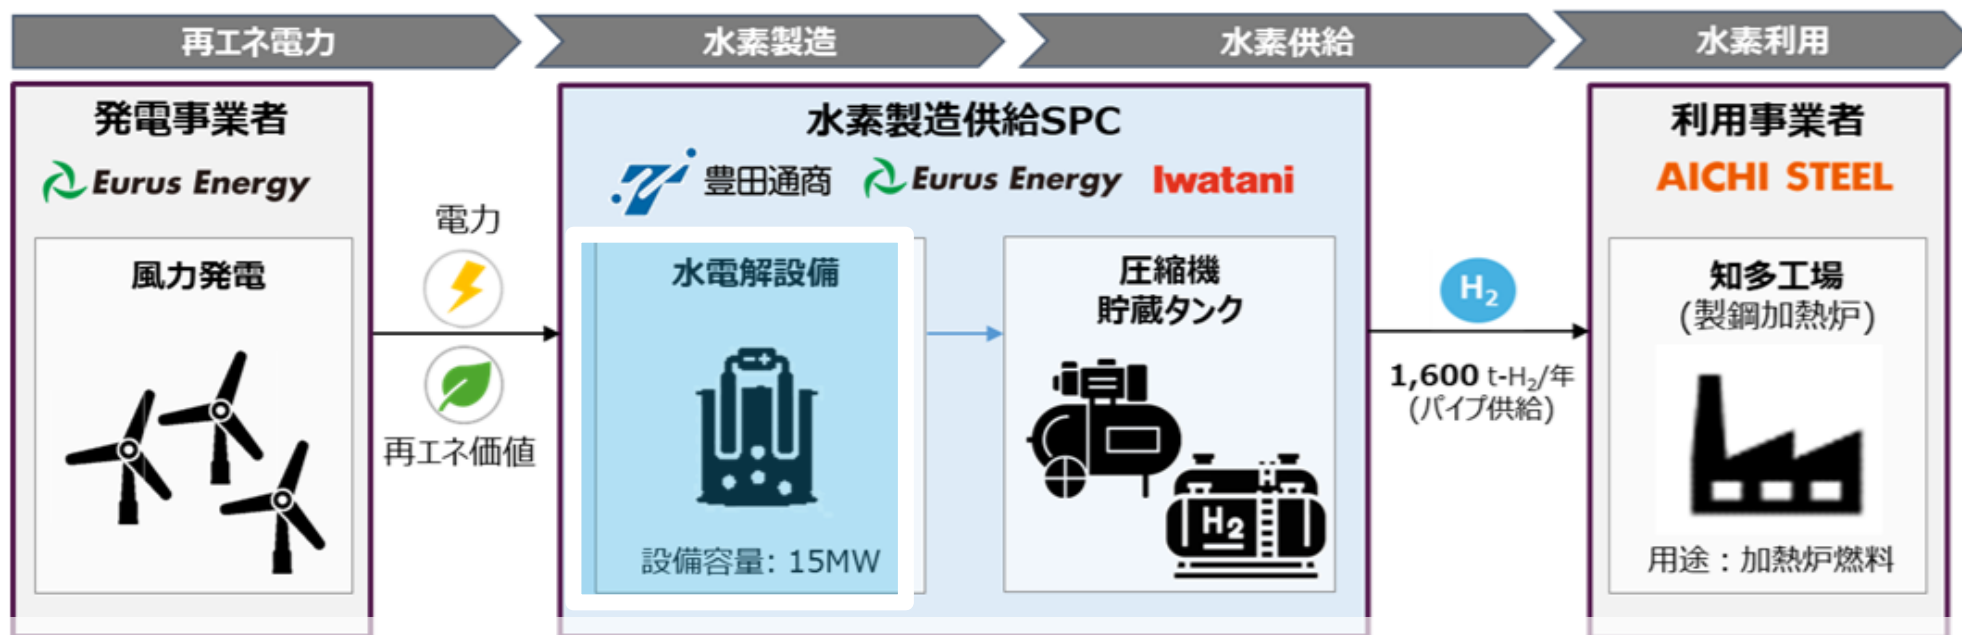 再エネ電力
水素製造
水素供給
水素利用
発電事業者
Eurus Energy
風力発電
電力
再エネ価値
水素製造供給SPC
豊田通商
Eurus Energy
Iwatani
水電解設備
設備容量: 15MW
圧縮機
貯蔵タンク
H2
H₂
1,600 t-H₂/年
(パイプ供給)
利用事業者
AICHI STEEL
知多工場
(製鋼加熱炉)
用途：加熱炉燃料